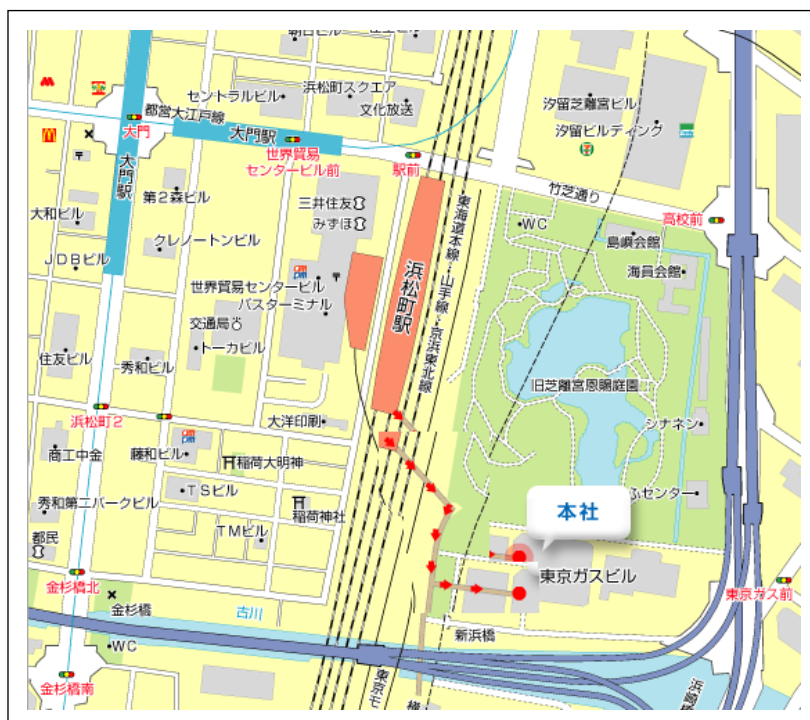 朝日ビル
セントラルビル
浜松町スクエア
文化放送
都営大江戸線
大門
大門駅
世界貿易
センタービル前
駅前
汐留芝離宮ビル
汐留ビルディング
竹芝通り
高校前
大門駅
第2森ビル
大和ビル
クレノートンビル
JDBビル
三井住友
みずほ
世界貿易センタービル
バスターミナル
交通局
トーカビル
浜松町駅
東海道本線・山手線・京浜東北線
WC
島嶼会館
海員会館
旧芝離宮恩賜庭園
シナネン
住友ビル
秀和ビル
浜松町2
大洋印刷
商工中金
藤和ビル
稲荷大明神
TSビル
秀和第二パークビル
稲荷神社
都民
TMビル
ふセンター
本社
東京ガスビル
金杉橋北
金杉橋
古川
新浜橋
東京ガス前
WC
金杉橋南
東京モ
浜崎橋